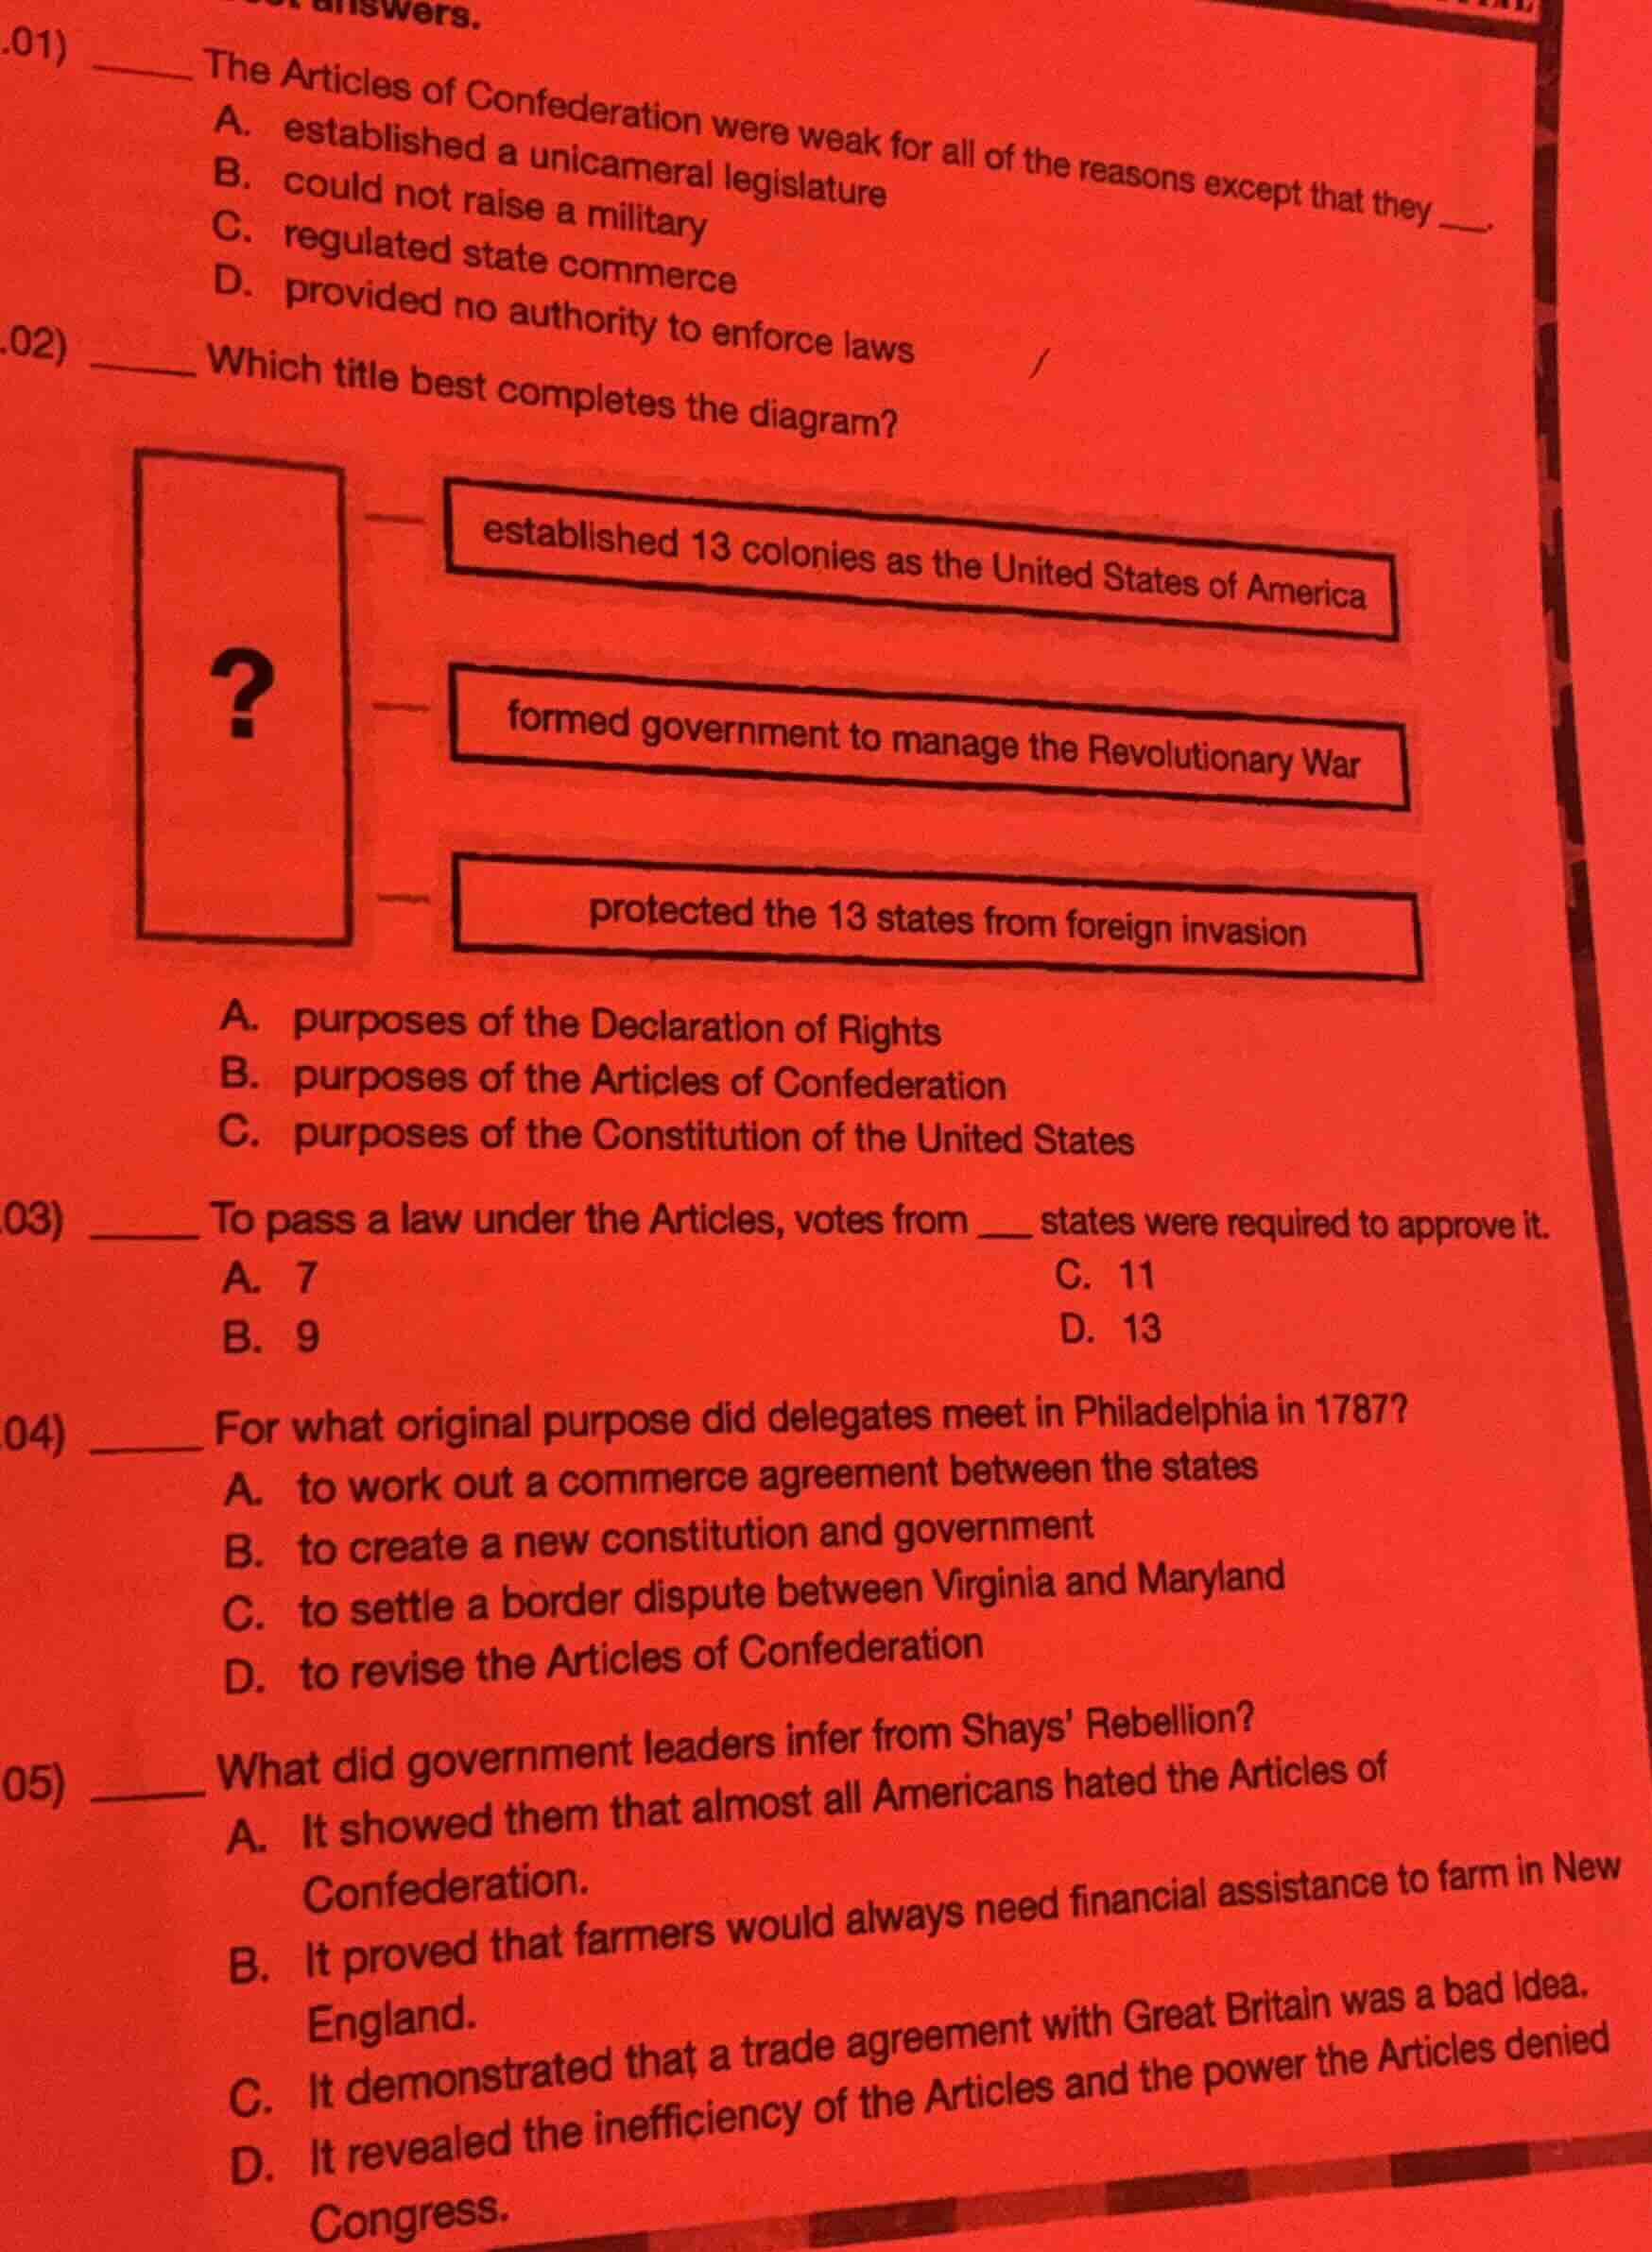 answers.
.01) ____ The Articles of Confederation were weak for all of the reasons except that they ___.
A. established a unicameral legislature
B. could not raise a military
C. regulated state commerce
D. provided no authority to enforce laws
.02) ____ Which title best completes the diagram?
established 13 colonies as the United States of America
?
formed government to manage the Revolutionary War
protected the 13 states from foreign invasion
A. purposes of the Declaration of Rights
B. purposes of the Articles of Confederation
C. purposes of the Constitution of the United States
.03) ____ To pass a law under the Articles, votes from ___ states were required to approve it.
A. 7 C. 11
B. 9 D. 13
04) ____ For what original purpose did delegates meet in Philadelphia in 1787?
A. to work out a commerce agreement between the states
B. to create a new constitution and government
C. to settle a border dispute between Virginia and Maryland
D. to revise the Articles of Confederation
05) ____ What did government leaders infer from Shays' Rebellion?
A. It showed them that almost all Americans hated the Articles of
Confederation.
B. It proved that farmers would always need financial assistance to farm in New
England.
C. It demonstrated that a trade agreement with Great Britain was a bad idea.
D. It revealed the inefficiency of the Articles and the power the Articles denied
Congress.